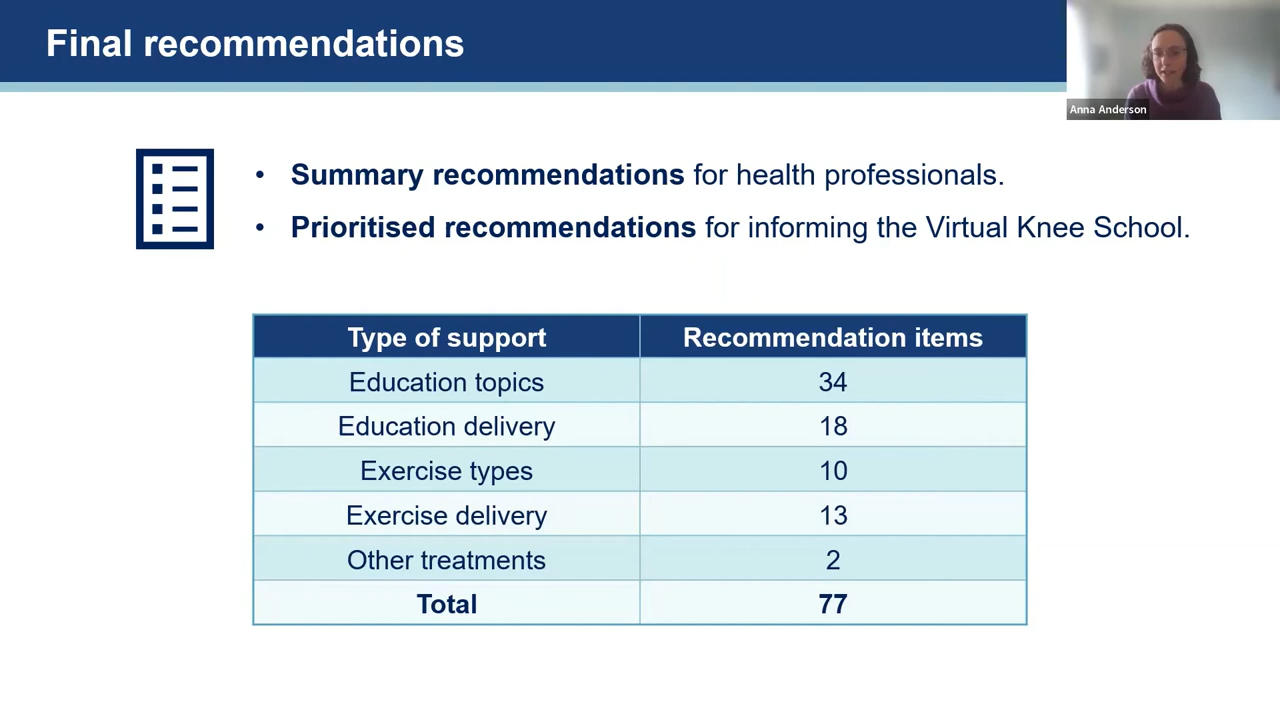 Final recommendations
Anna Anderson
• Summary recommendations for health professionals.
• Prioritised recommendations for informing the Virtual Knee School.
Type of support Recommendation items
Education topics 34
Education delivery 18
Exercise types 10
Exercise delivery 13
Other treatments 2
Total 77